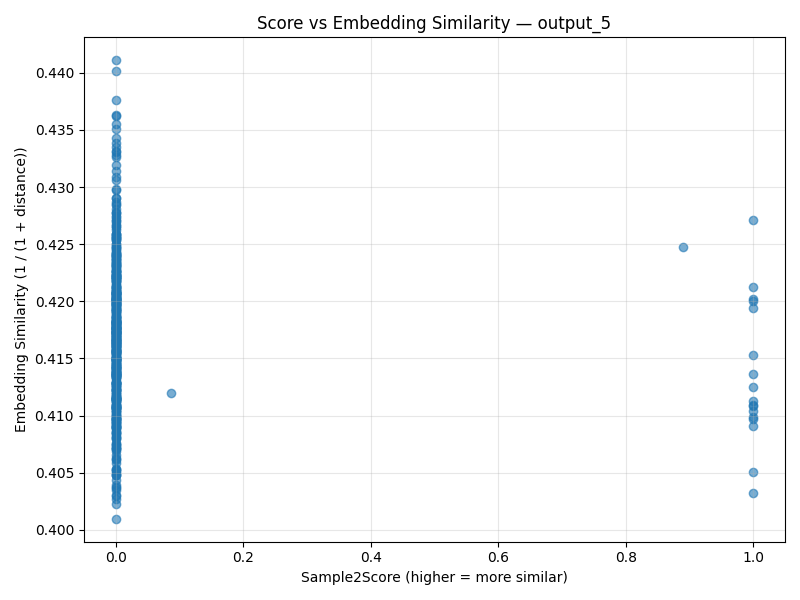 Score vs Embedding Similarity — output_5
Embedding Similarity (1 / (1 + distance))
0.440
0.435
0.430
0.425
0.420
0.415
0.410
0.405
0.400
0.0 0.2 0.4 0.6 0.8 1.0
Sample2Score (higher = more similar)